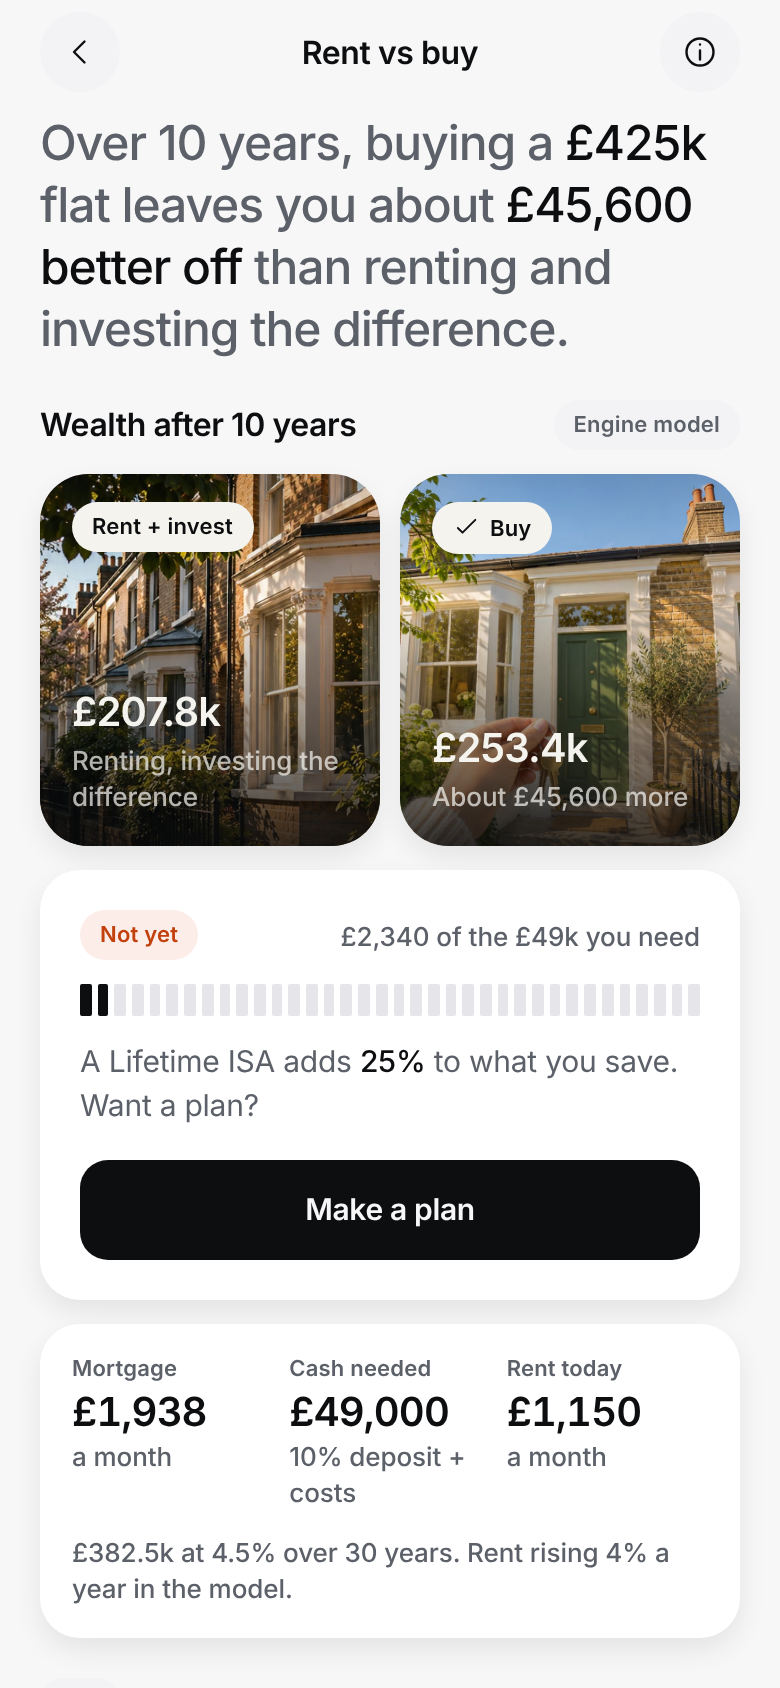 Rent vs buy
Over 10 years, buying a £425k
flat leaves you about £45,600
better off than renting and
investing the difference.
Wealth after 10 years
Engine model
Rent + invest
£207.8k
Renting, investing the
difference
Buy
£253.4k
About £45,600 more
Not yet
£2,340 of the £49k you need
A Lifetime ISA adds 25% to what you save.
Want a plan?
Make a plan
Mortgage
£1,938
a month
Cash needed
£49,000
10% deposit +
costs
Rent today
£1,150
a month
£382.5k at 4.5% over 30 years. Rent rising 4% a
year in the model.